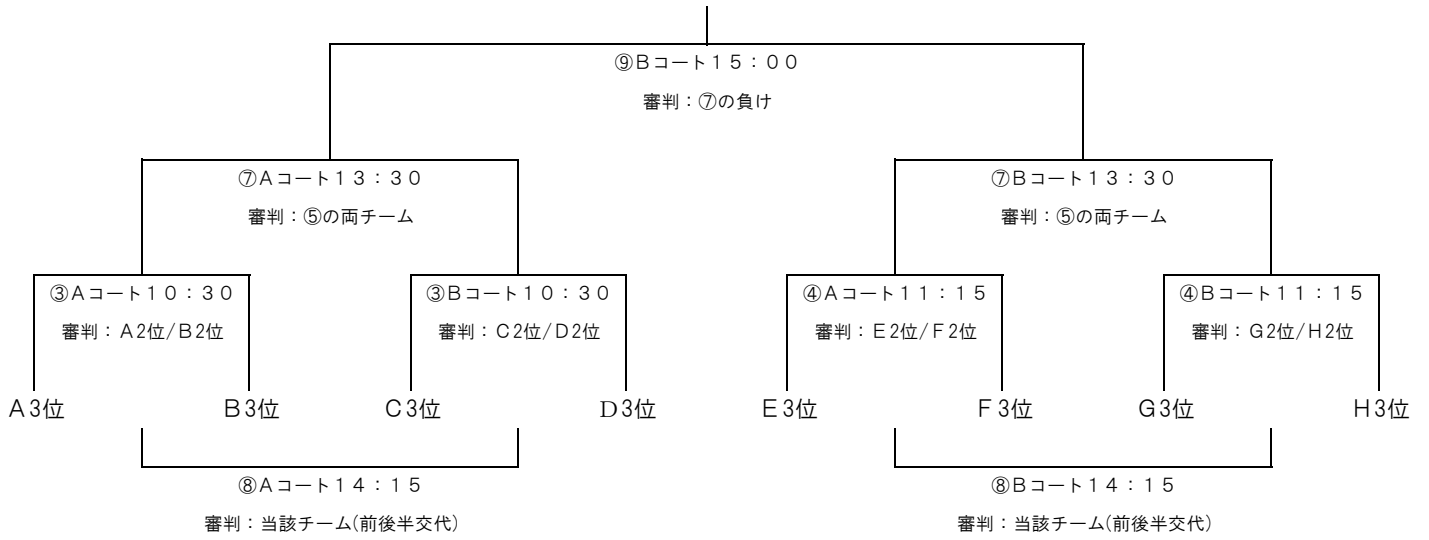 ⑨Ｂコート１５：００
審判：⑦の負け
⑦Ａコート１３：３０
⑦Ｂコート１３：３０
審判：⑤の両チーム
審判：⑤の両チーム
③Ａコート１０：３０
③Ｂコート１０：３０
④Ａコート１１：１５
④Ｂコート１１：１５
審判：Ａ2位/Ｂ2位
審判：Ｃ2位/Ｄ2位
審判：Ｅ2位/Ｆ2位
審判：Ｇ2位/Ｈ2位
Ａ3位
Ｂ3位
Ｃ3位
Ｄ3位
Ｅ3位
Ｆ3位
Ｇ3位
Ｈ3位
⑧Ａコート１４：１５
⑧Ｂコート１４：１５
審判：当該チーム(前後半交代)
審判：当該チーム(前後半交代)